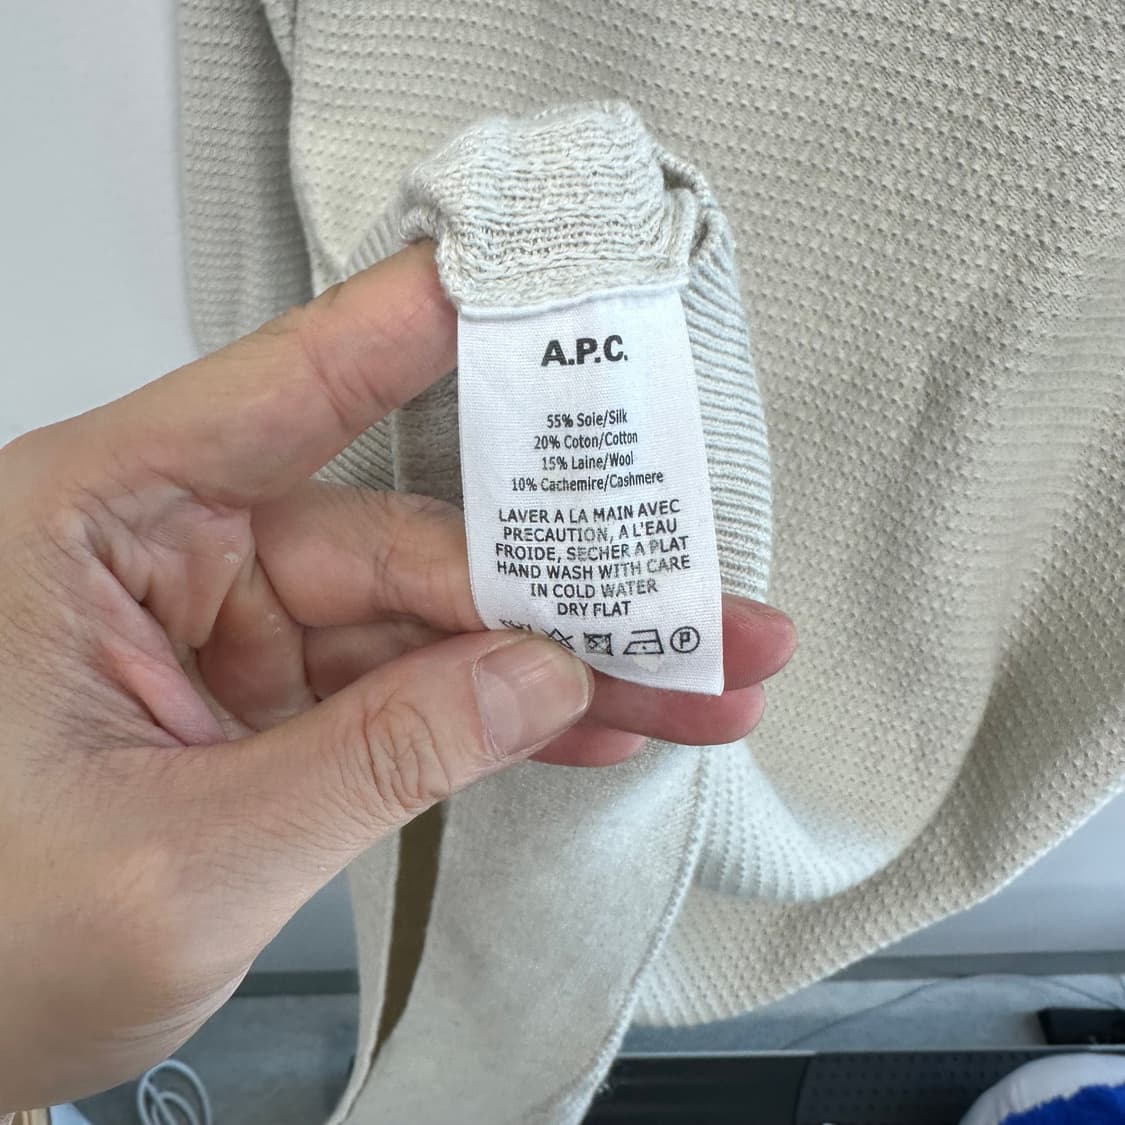 A.P.C.
55% Soie/Silk
20% Coton/Cotton
15% Laine/Wool
10% Cachemire/Cashmere
LAVER A LA MAIN AVEC
PRECAUTION, A L'EAU
FROIDE, SECHER A PLAT
HAND WASH WITH CARE
IN COLD WATER
DRY FLAT
P